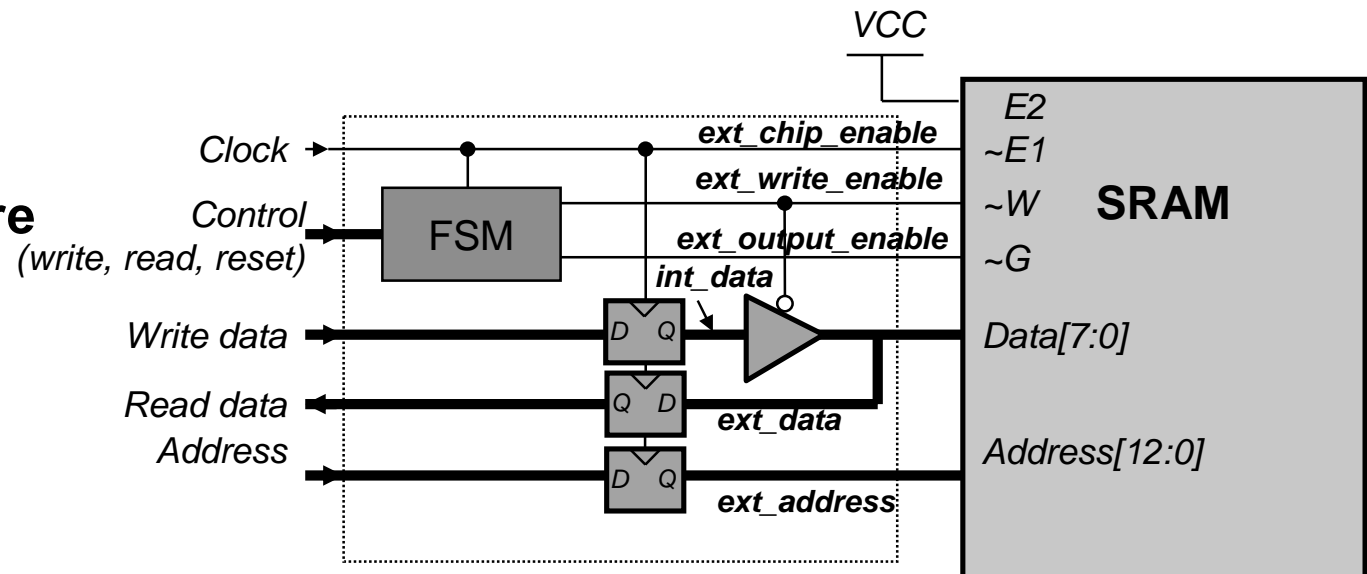 VCC
E2
Clock
ext_chip_enable
~E1
ext_write_enable
~W
SRAM
re
Control
(write, read, reset)
FSM
ext_output_enable
~G
int_data
Write data
D Q
Data[7:0]
Read data
Q D
ext_data
Address
Address[12:0]
D Q
ext_address